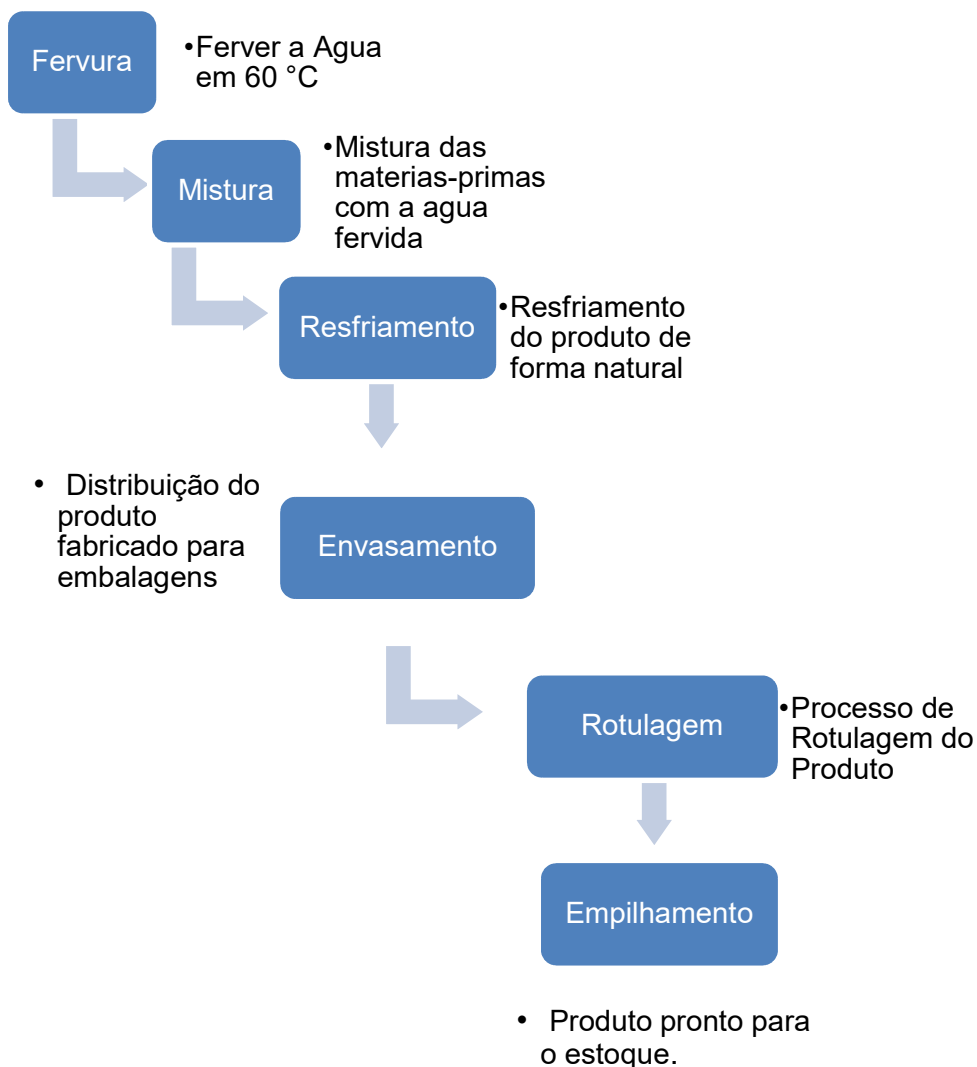 Fervura
•Ferver a Agua
em 60 °C
Mistura
•Mistura das
materias-primas
com a agua
fervida
Resfriamento
•Resfriamento
do produto de
forma natural
• Distribuição do
produto
fabricado para
embalagens
Envasamento
Rotulagem
•Processo de
Rotulagem do
Produto
Empilhamento
• Produto pronto para
o estoque.